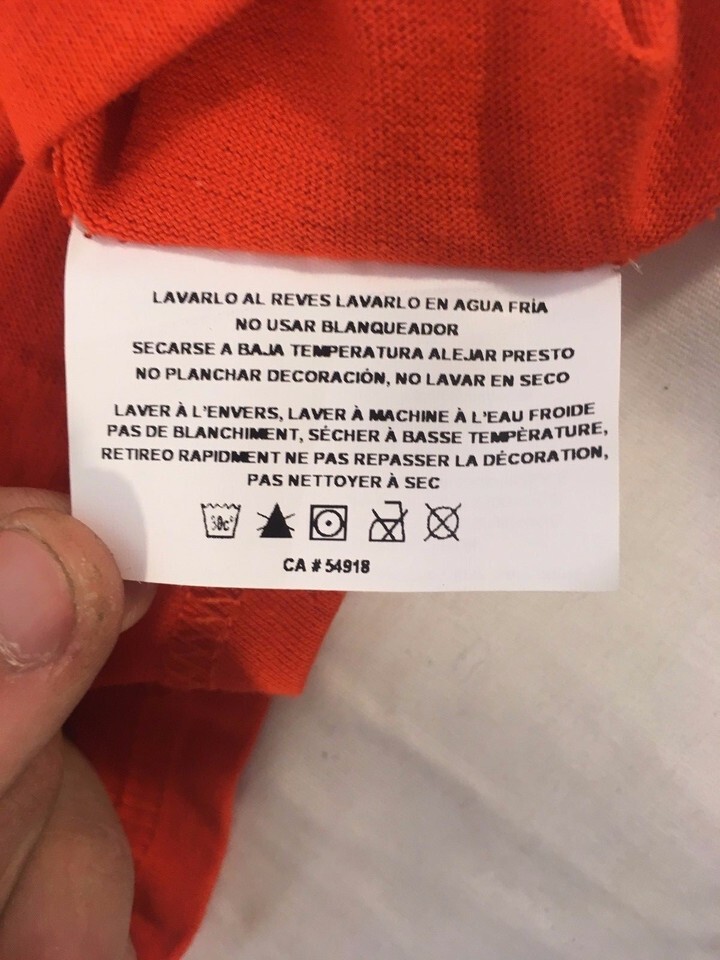 LAVARLO AL REVES LAVARLO EN AGUA FRÍA
NO USAR BLANQUEADOR
SECARSE A BAJA TEMPERATURA ALEJAR PRESTO
NO PLANCHAR DECORACIÓN, NO LAVAR EN SECO
LAVER À L'ENVERS, LAVER À MACHINE À L'EAU FROIDE
PAS DE BLANCHIMENT, SÉCHER À BASSE TEMPÈRATURE,
RETIREO RAPIDMENT NE PAS REPASSER LA DÉCORATION,
PAS NETTOYER À SEC
30c°
CA # 54918